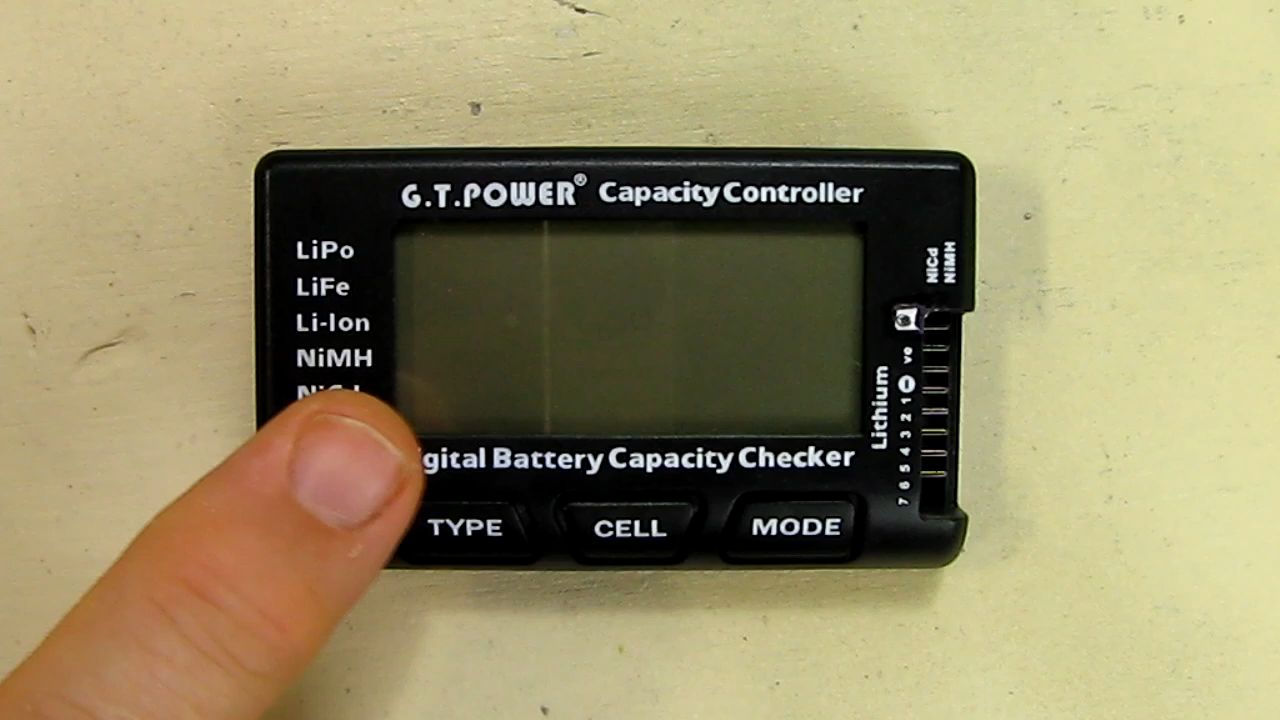 G.T.POWER® Capacity Controller
LiPo
LiFe
Li-Ion
NiMH
NiCd
NiMH
Lithium
ve
7 6 5 4 3 2 1
gital Battery Capacity Checker
TYPE
CELL
MODE